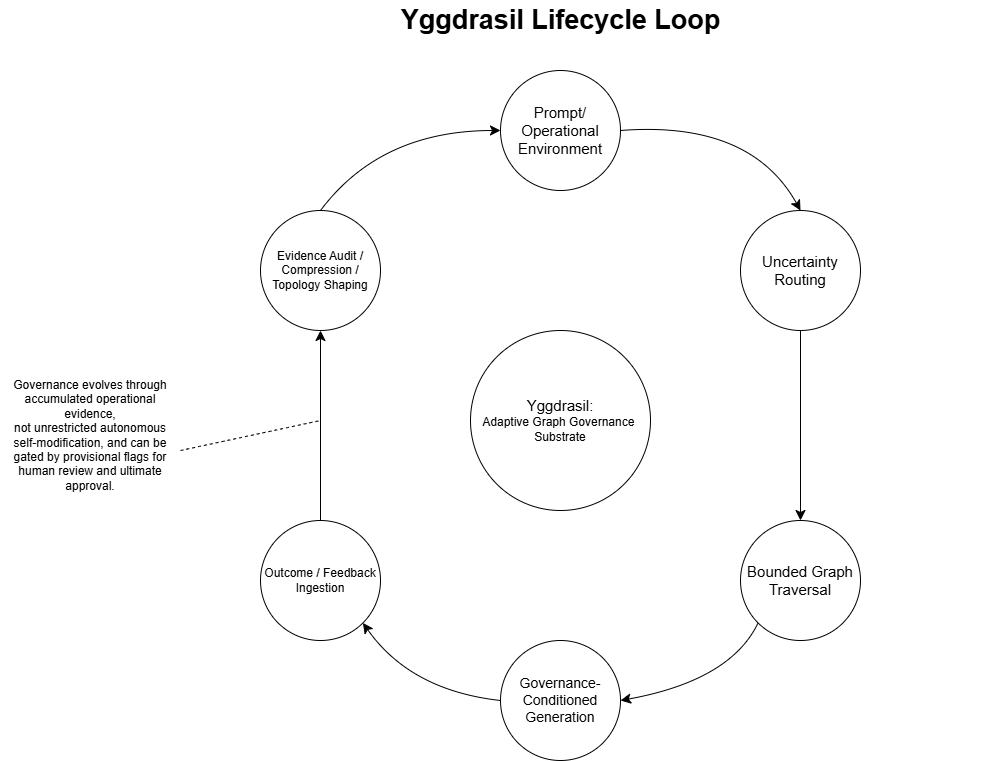 Yggdrasil Lifecycle Loop
Prompt/
Operational
Environment
Uncertainty
Routing
Bounded Graph
Traversal
Governance-
Conditioned
Generation
Outcome / Feedback
Ingestion
Evidence Audit /
Compression /
Topology Shaping
Yggdrasil:
Adaptive Graph Governance
Substrate
Governance evolves through
accumulated operational
evidence,
not unrestricted autonomous
self-modification, and can be
gated by provisional flags for
human review and ultimate
approval.